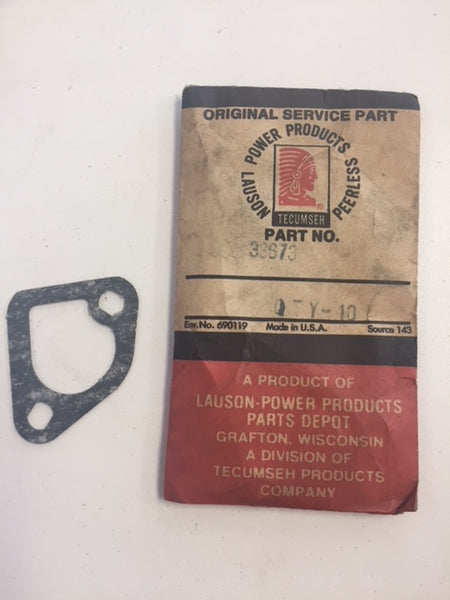 ORIGINAL SERVICE PART
LAUSON POWER PRODUCTS PEERLESS
TECUMSEH
®
PART NO.
33673
QTY-10
Env. No. 690119 Made in U.S.A. Source 143
A PRODUCT OF
LAUSON-POWER PRODUCTS
PARTS DEPOT
GRAFTON, WISCONSIN
A DIVISION OF
TECUMSEH PRODUCTS
COMPANY